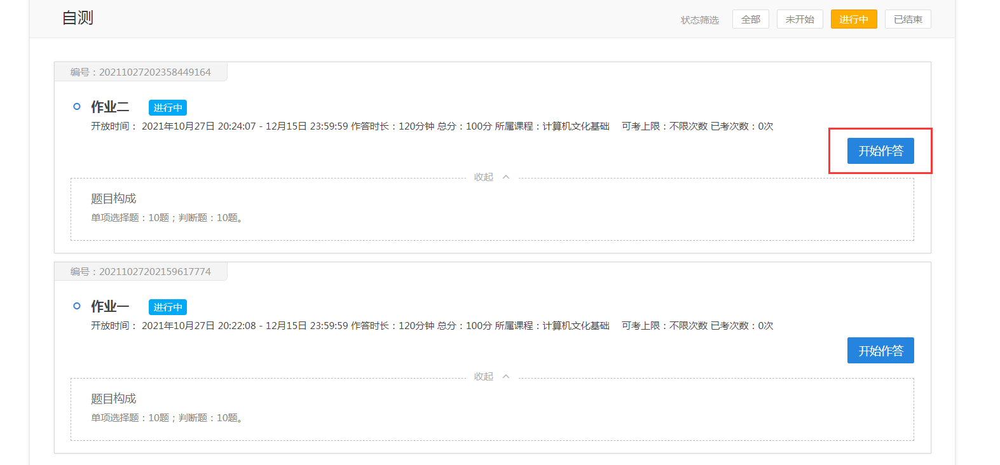 自测
状态筛选 全部 未开始 进行中 已结束
编号：20211027202358449164
作业二 进行中
开放时间： 2021年10月27日 20:24:07 - 12月15日 23:59:59 作答时长：120分钟 总分：100分 所属课程：计算机文化基础 可考上限：不限次数 已考次数：0次
开始作答
收起
题目构成
单项选择题：10题；判断题：10题。
编号：20211027202159617774
作业一 进行中
开放时间： 2021年10月27日 20:22:08 - 12月15日 23:59:59 作答时长：120分钟 总分：100分 所属课程：计算机文化基础 可考上限：不限次数 已考次数：0次
开始作答
收起
题目构成
单项选择题：10题；判断题：10题。